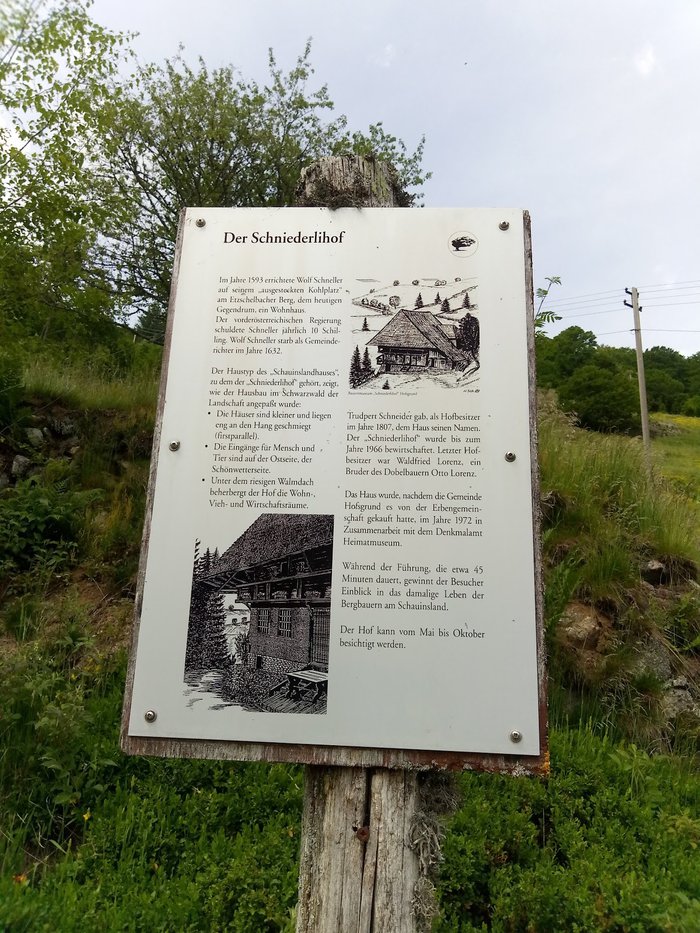 Der Schniederlihof
Im Jahre 1593 errichtete Wolf Schneller
auf seinem „ausgestockten Kohlplatz"
am Etzschelbacher Berg, dem heutigen
Gegendrum, ein Wohnhaus.
Der vorderösterreichischen Regierung
schuldete Schneller jährlich 10 Schil-
ling. Wolf Schneller starb als Gemeinde-
richter im Jahre 1632.
Der Haustyp des „Schauinslandhauses",
zu dem der „Schniederlihof" gehört, zeigt,
wie der Hausbau im Schwarzwald der
Landschaft angepaßt wurde:
• Die Häuser sind kleiner und liegen
eng an den Hang geschmiegt
(firstparallel).
• Die Eingänge für Mensch und
Tier sind auf der Ostseite, der
Schönwetterseite.
• Unter dem riesigen Walmdach
beherbergt der Hof die Wohn-,
Vieh- und Wirtschaftsräume.
Bauernmuseum „Schniederlihof" Hofsgrund
Trudpert Schneider gab, als Hofbesitzer
im Jahre 1807, dem Haus seinen Namen.
Der „Schniederlihof" wurde bis zum
Jahre 1966 bewirtschaftet. Letzter Hof-
besitzer war Waldfried Lorenz, ein
Bruder des Dobelbauern Otto Lorenz.
Das Haus wurde, nachdem die Gemeinde
Hofsgrund es von der Erbengemein-
schaft gekauft hatte, im Jahre 1972 in
Zusammenarbeit mit dem Denkmalamt
Heimatmuseum.
Während der Führung, die etwa 45
Minuten dauert, gewinnt der Besucher
Einblick in das damalige Leben der
Bergbauern am Schauinsland.
Der Hof kann vom Mai bis Oktober
besichtigt werden.